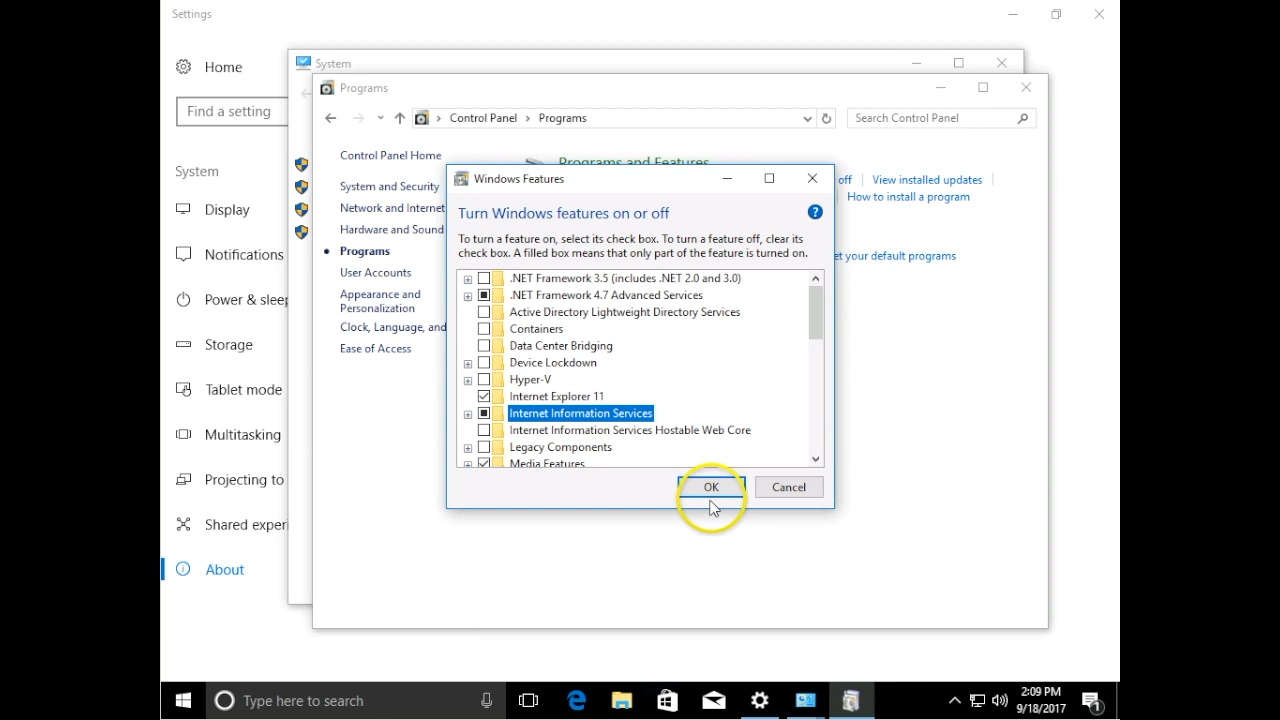 Settings
Home
Find a setting
System
Display
Notifications
Power & sleep
Storage
Tablet mode
Multitasking
Projecting to
Shared exper
About
System
Programs
Control Panel > Programs
Search Control Panel
Control Panel Home
System and Security
Network and Internet
Hardware and Sound
Programs
User Accounts
Appearance and
Personalization
Clock, Language, and
Ease of Access
Programs and Features
off
View installed updates
How to install a program
et your default programs
Windows Features
Turn Windows features on or off
?
To turn a feature on, select its check box. To turn a feature off, clear its
check box. A filled box means that only part of the feature is turned on.
.NET Framework 3.5 (includes .NET 2.0 and 3.0)
.NET Framework 4.7 Advanced Services
Active Directory Lightweight Directory Services
Containers
Data Center Bridging
Device Lockdown
Hyper-V
Internet Explorer 11
Internet Information Services
Internet Information Services Hostable Web Core
Legacy Components
Media Features
OK
Cancel
Type here to search
2:09 PM
9/18/2017
1